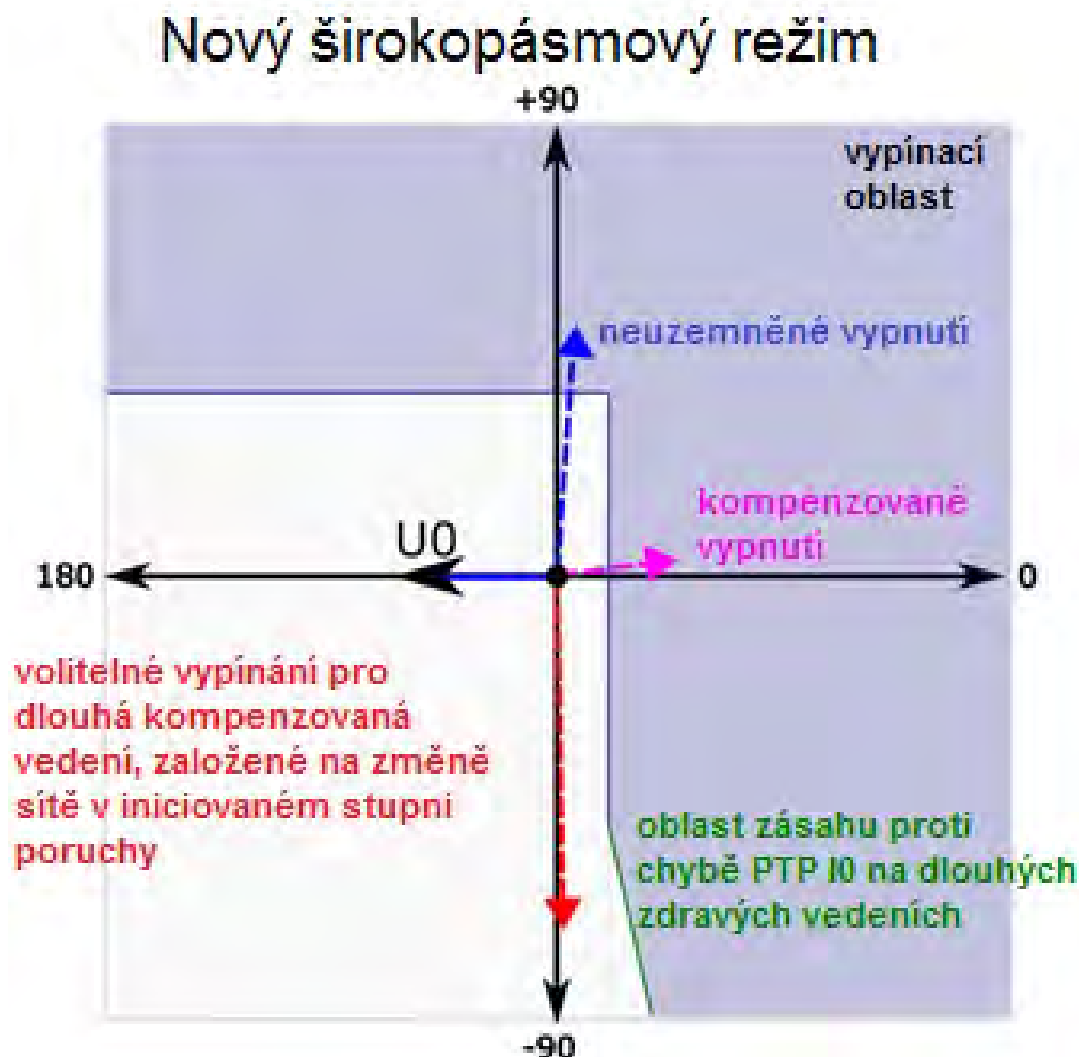 Nový širokopásmový režim
+90
vypínací
oblast
neuzemněné vypnutí
kompenzované
vypnutí
U0
180
0
volitelné vypínání pro
dlouhá kompenzovaná
vedení, založené na změně
sítě v iniciovaném stupni
poruchy
oblast zásahu proti
chybě PTP I0 na dlouhých
zdravých vedeních
-90